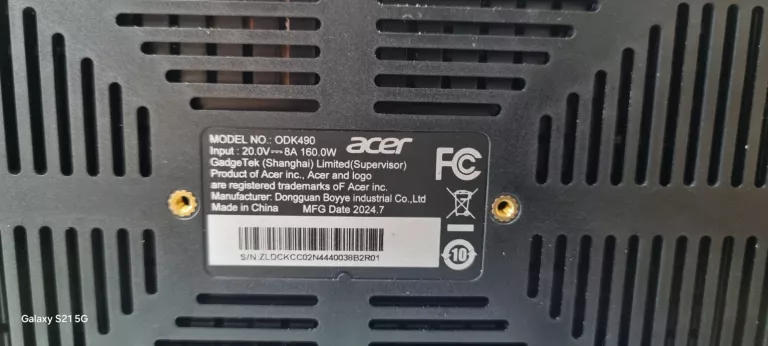 MODEL NO.: ODK490
acer
Input : 20.0V⎓8A 160.0W
GadgeTek (Shanghai) Limited(Supervisor)
Product of Acer inc., Acer and logo
are registered trademarks oF Acer inc.
Manufacturer: Dongguan Boyye industrial Co.,Ltd
Made in China MFG Date 2024.7
FC
S/N:ZLDCKCC02N4440038B2R01
10
Galaxy S21 5G